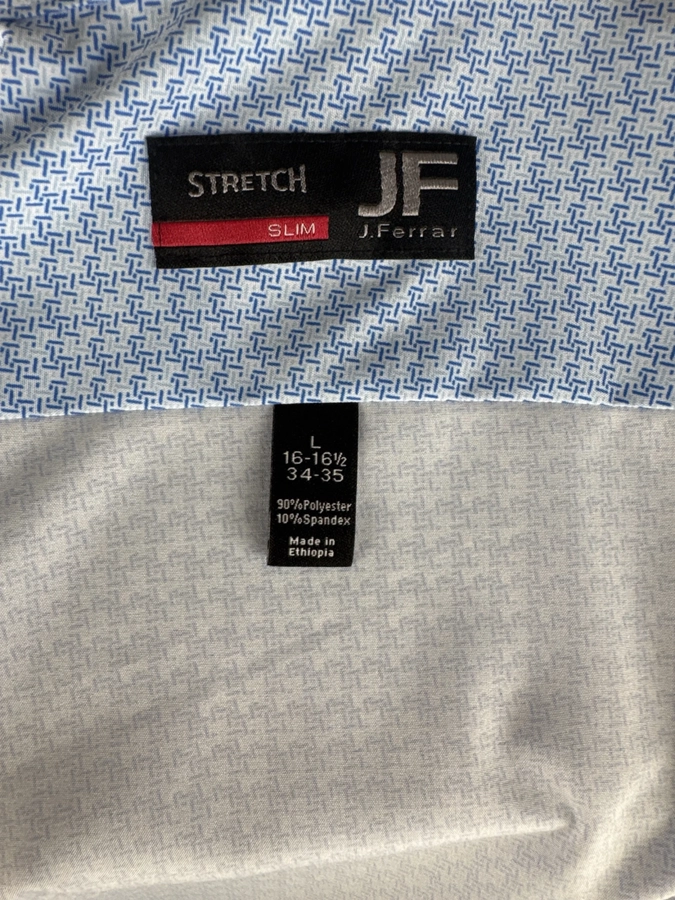 STRETCH
SLIM
JF
J.Ferrar
L
16-16½
34-35
90%Polyester
10%Spandex
Made in
Ethiopia